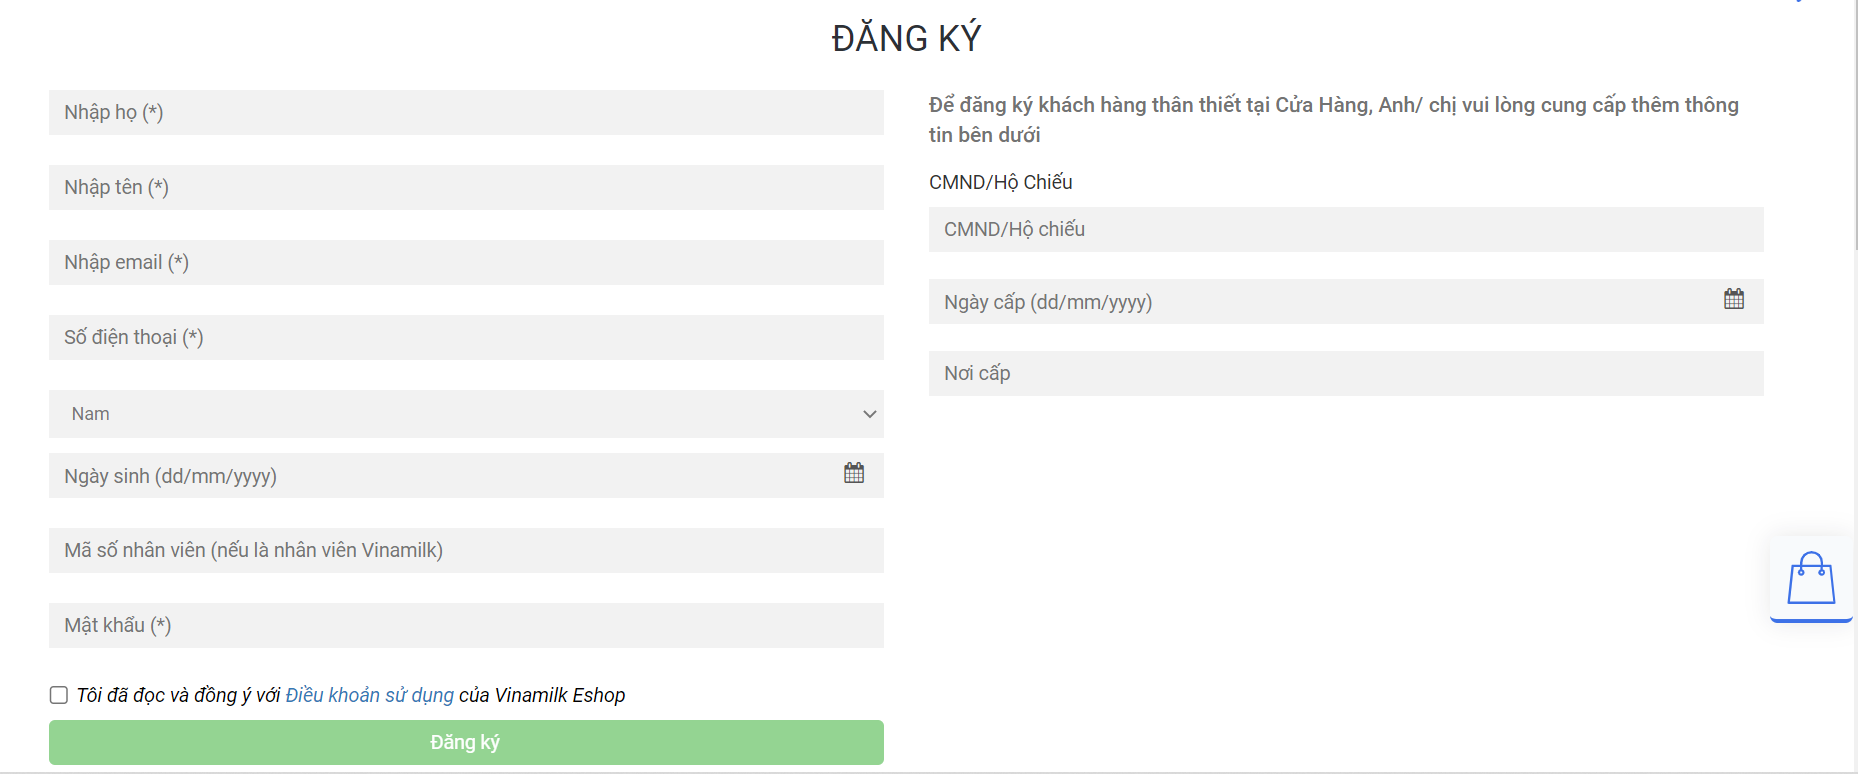 ĐĂNG KÝ
Nhập họ (*)
Nhập tên (*)
Nhập email (*)
Số điện thoại (*)
Nam
Ngày sinh (dd/mm/yyyy)
Mã số nhân viên (nếu là nhân viên Vinamilk)
Mật khẩu (*)
Tôi đã đọc và đồng ý với Điều khoản sử dụng của Vinamilk Eshop
Đăng ký
Để đăng ký khách hàng thân thiết tại Cửa Hàng, Anh/ chị vui lòng cung cấp thêm thông
tin bên dưới
CMND/Hộ Chiếu
CMND/Hộ chiếu
Ngày cấp (dd/mm/yyyy)
Nơi cấp